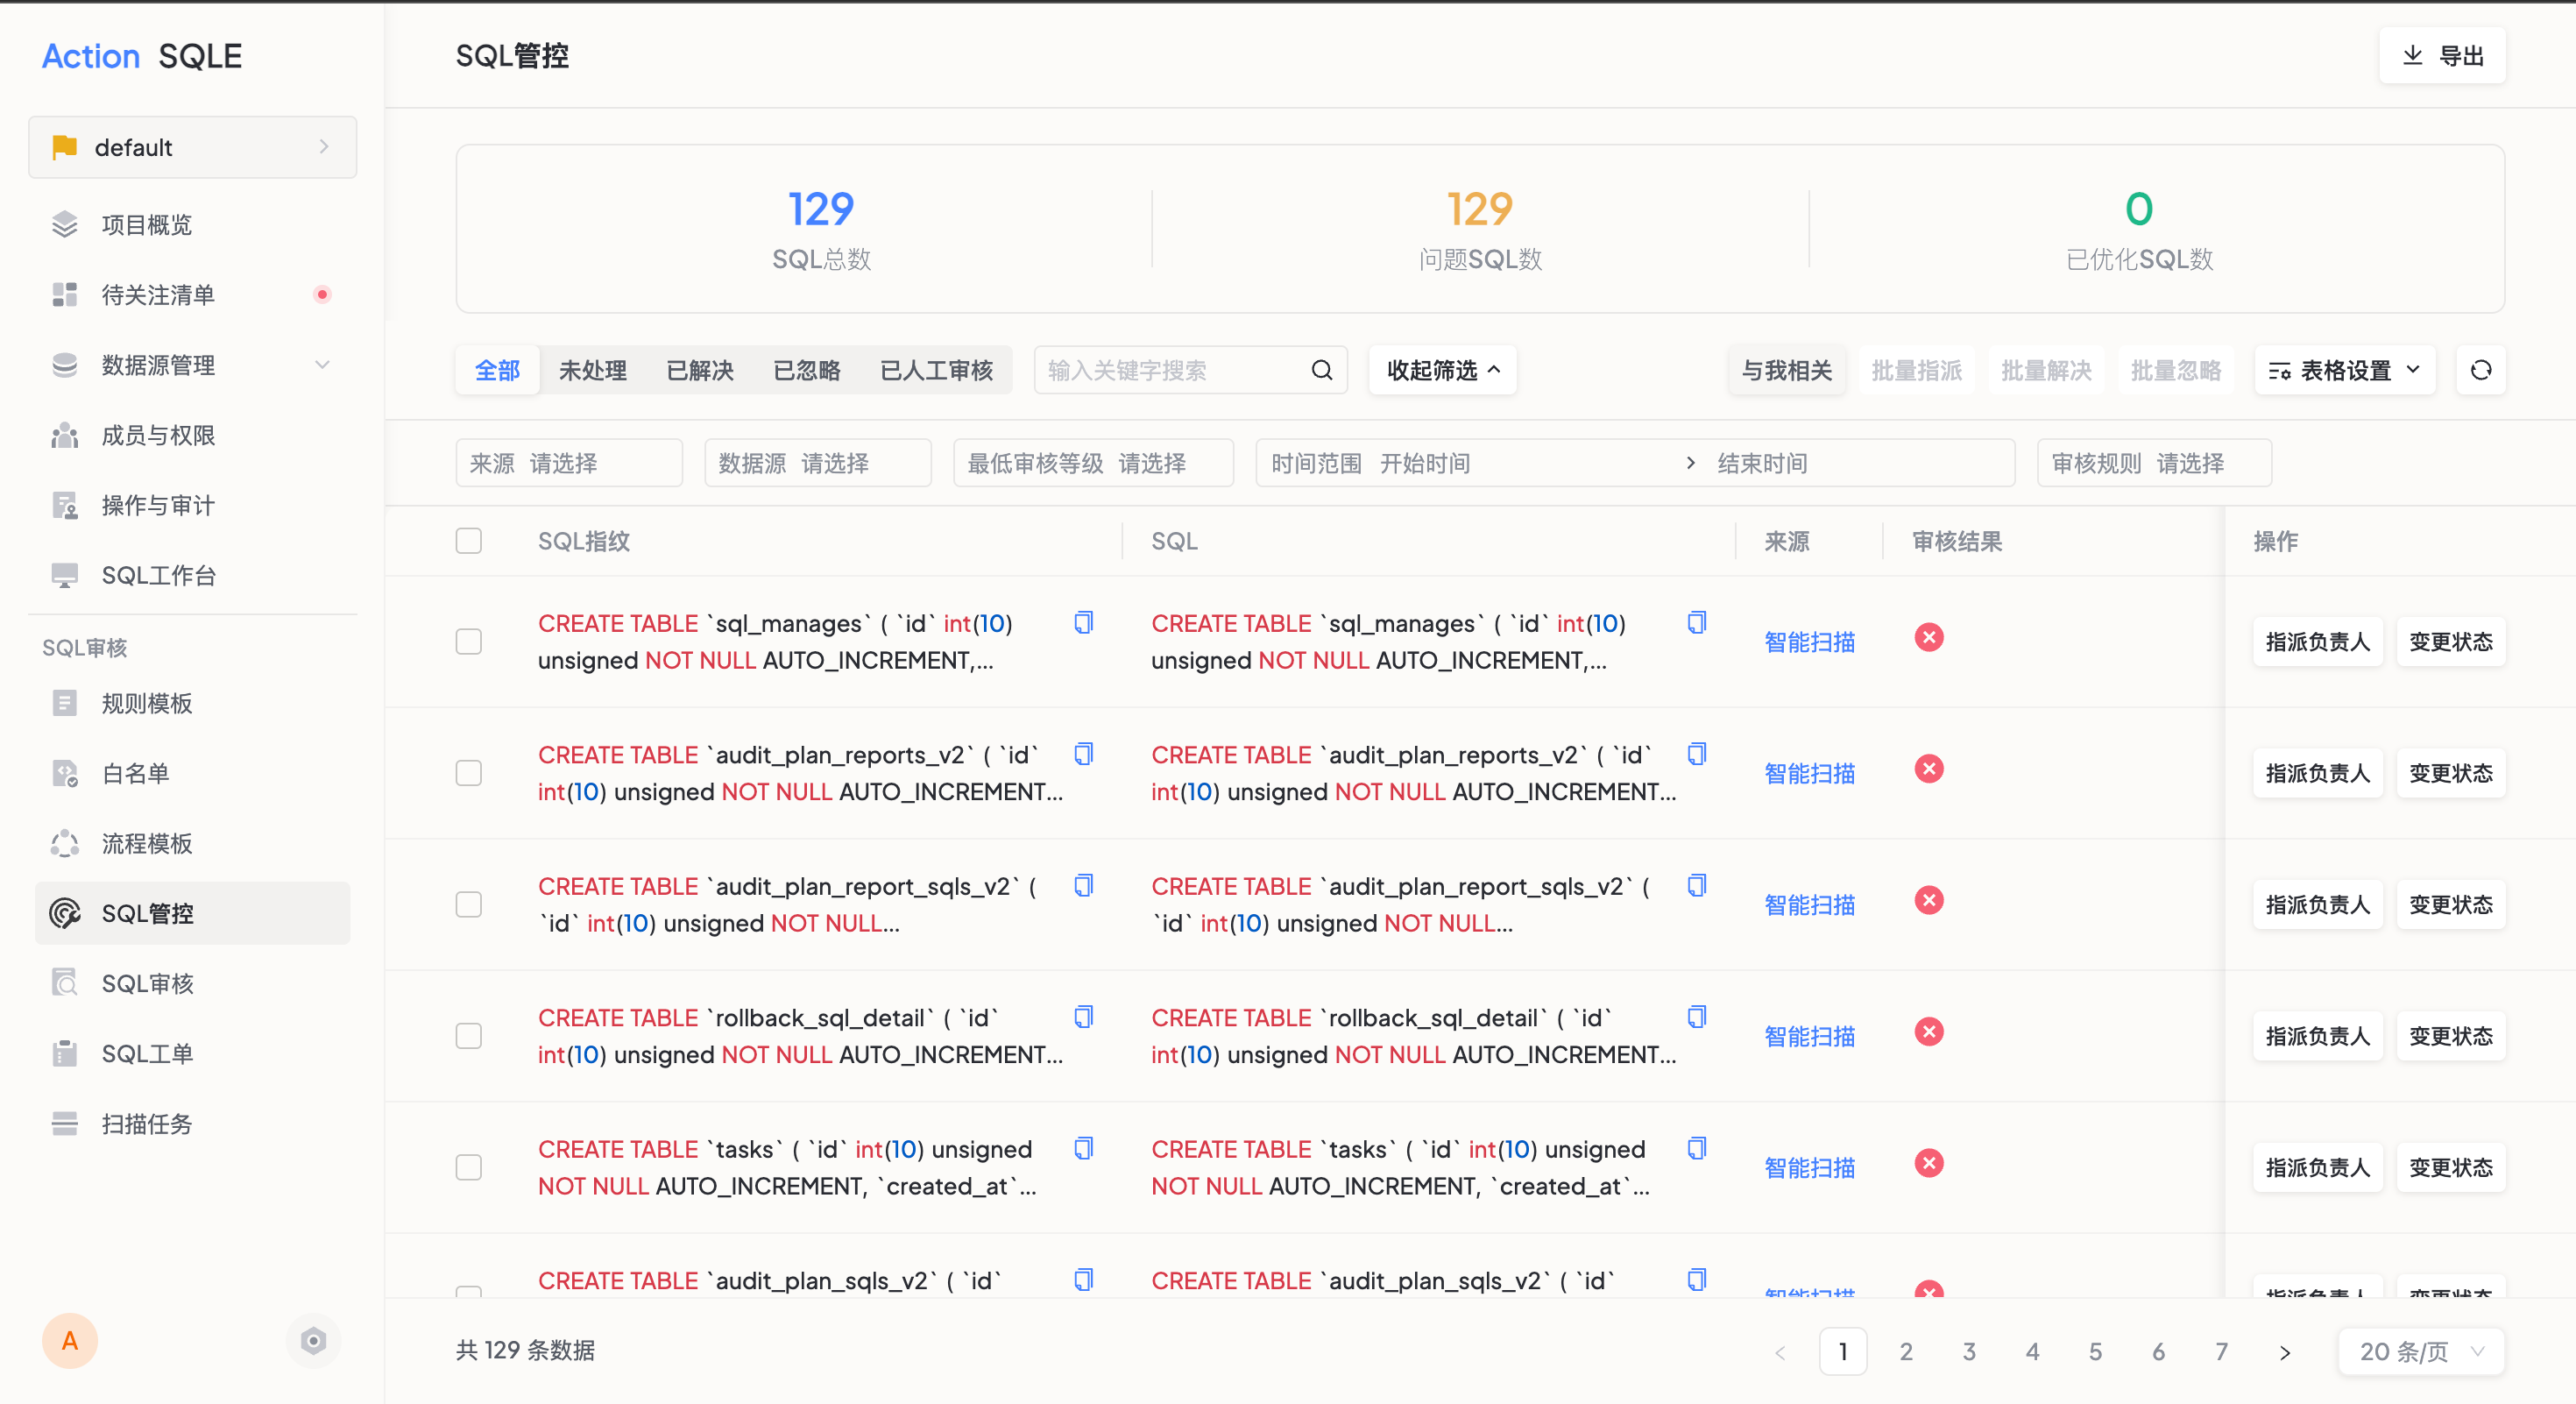 Action SQLE
default
项目概览
待关注清单
数据源管理
成员与权限
操作与审计
SQL工作台
SQL审核
规则模板
白名单
流程模板
SQL管控
SQL审核
SQL工单
扫描任务
A
SQL管控
导出
129
SQL总数
129
问题SQL数
0
已优化SQL数
全部 未处理 已解决 已忽略 已人工审核 输入关键字搜索 收起筛选 与我相关 批量指派 批量解决 批量忽略 表格设置
来源 请选择 数据源 请选择 最低审核等级 请选择 时间范围 开始时间 结束时间 审核规则 请选择
SQL指纹 SQL 来源 审核结果 操作
CREATE TABLE `sql_manages` ( `id` int(10)
unsigned NOT NULL AUTO_INCREMENT,...
CREATE TABLE `sql_manages` ( `id` int(10)
unsigned NOT NULL AUTO_INCREMENT,...
智能扫描 指派负责人 变更状态
CREATE TABLE `audit_plan_reports_v2` ( `id`
int(10) unsigned NOT NULL AUTO_INCREMENT...
CREATE TABLE `audit_plan_reports_v2` ( `id`
int(10) unsigned NOT NULL AUTO_INCREMENT...
智能扫描 指派负责人 变更状态
CREATE TABLE `audit_plan_report_sqls_v2` (
`id` int(10) unsigned NOT NULL...
CREATE TABLE `audit_plan_report_sqls_v2` (
`id` int(10) unsigned NOT NULL...
智能扫描 指派负责人 变更状态
CREATE TABLE `rollback_sql_detail` ( `id`
int(10) unsigned NOT NULL AUTO_INCREMENT...
CREATE TABLE `rollback_sql_detail` ( `id`
int(10) unsigned NOT NULL AUTO_INCREMENT...
智能扫描 指派负责人 变更状态
CREATE TABLE `tasks` ( `id` int(10) unsigned
NOT NULL AUTO_INCREMENT, `created_at`...
CREATE TABLE `tasks` ( `id` int(10) unsigned
NOT NULL AUTO_INCREMENT, `created_at`...
智能扫描 指派负责人 变更状态
CREATE TABLE `audit_plan_sqls_v2` ( `id`
CREATE TABLE `audit_plan_sqls_v2` ( `id`
智能扫描 指派负责人 变更状态
共 129 条数据
1 2 3 4 5 6 7
20 条/页